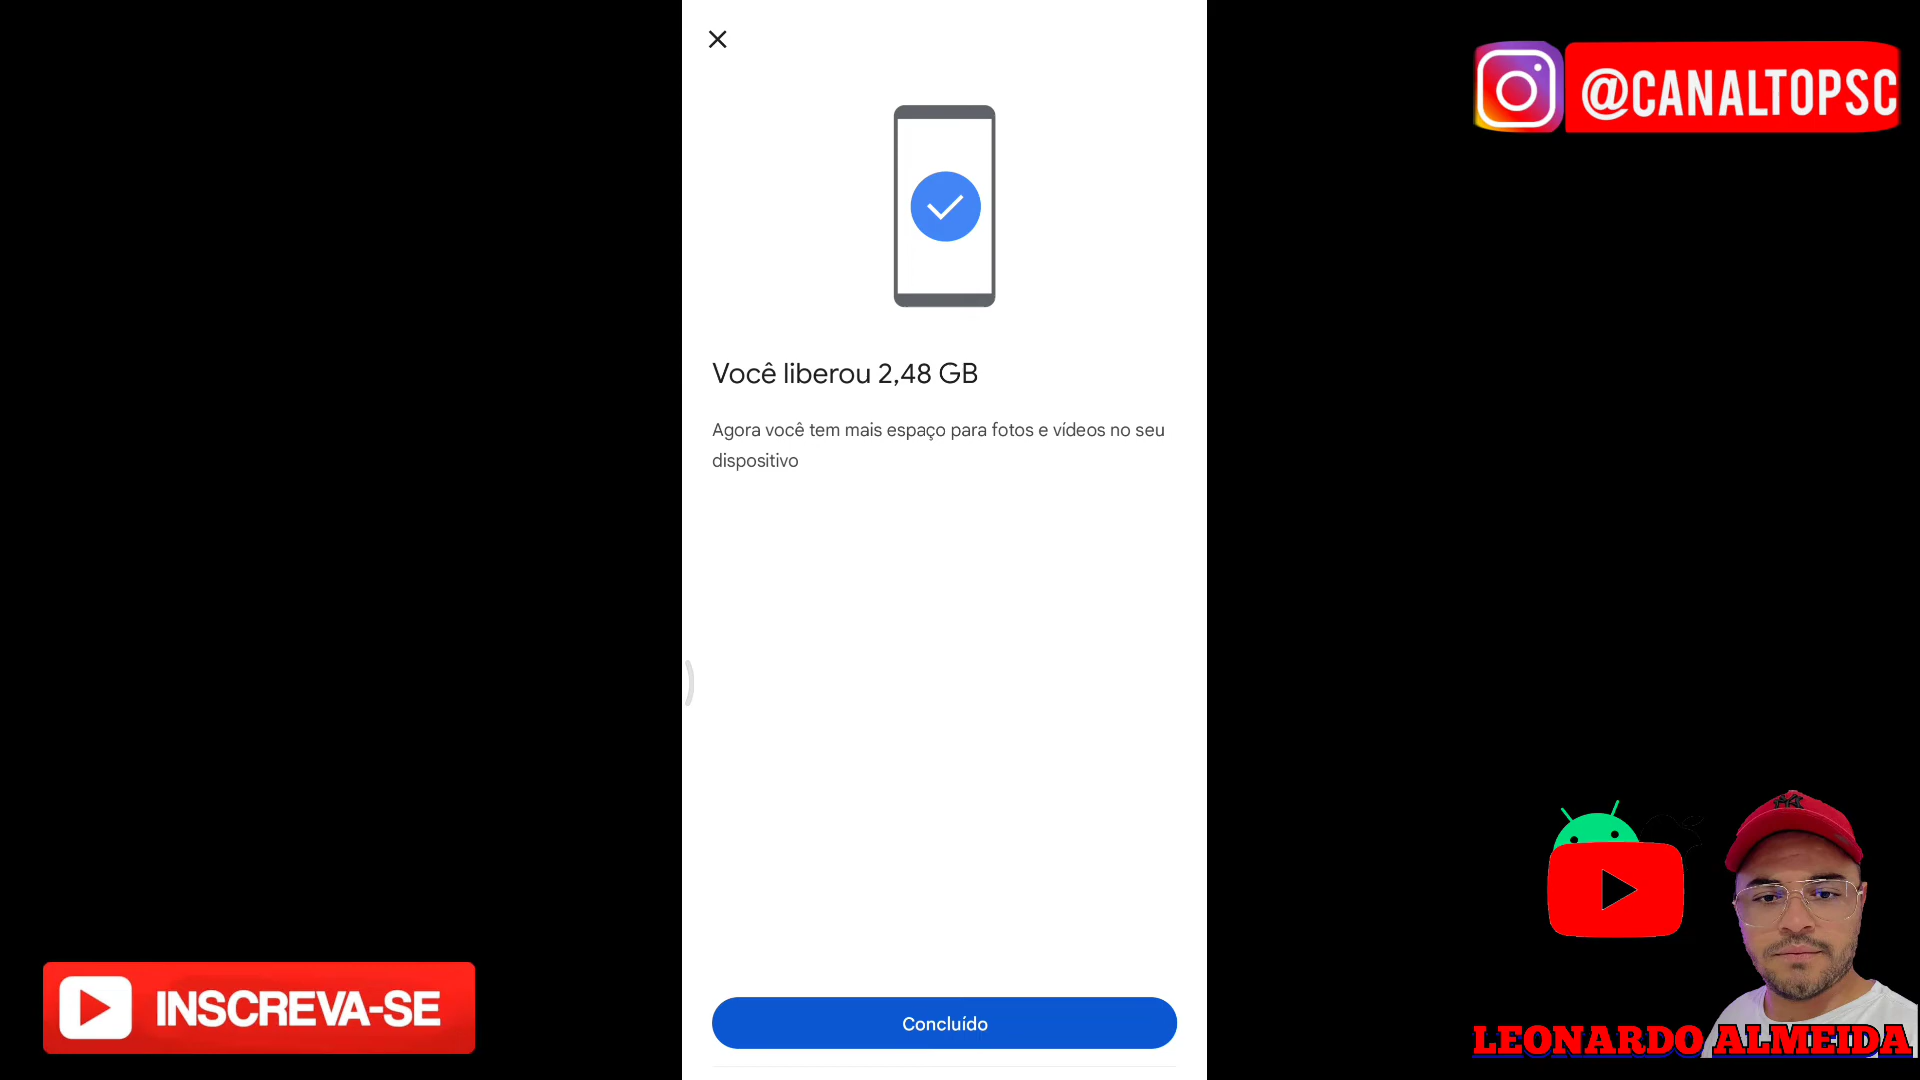 @CANALTOPSC
Você liberou 2,48 GB
Agora você tem mais espaço para fotos e vídeos no seu
dispositivo
INSCREVA-SE
Concluído
LEONARDO ALMEIDA